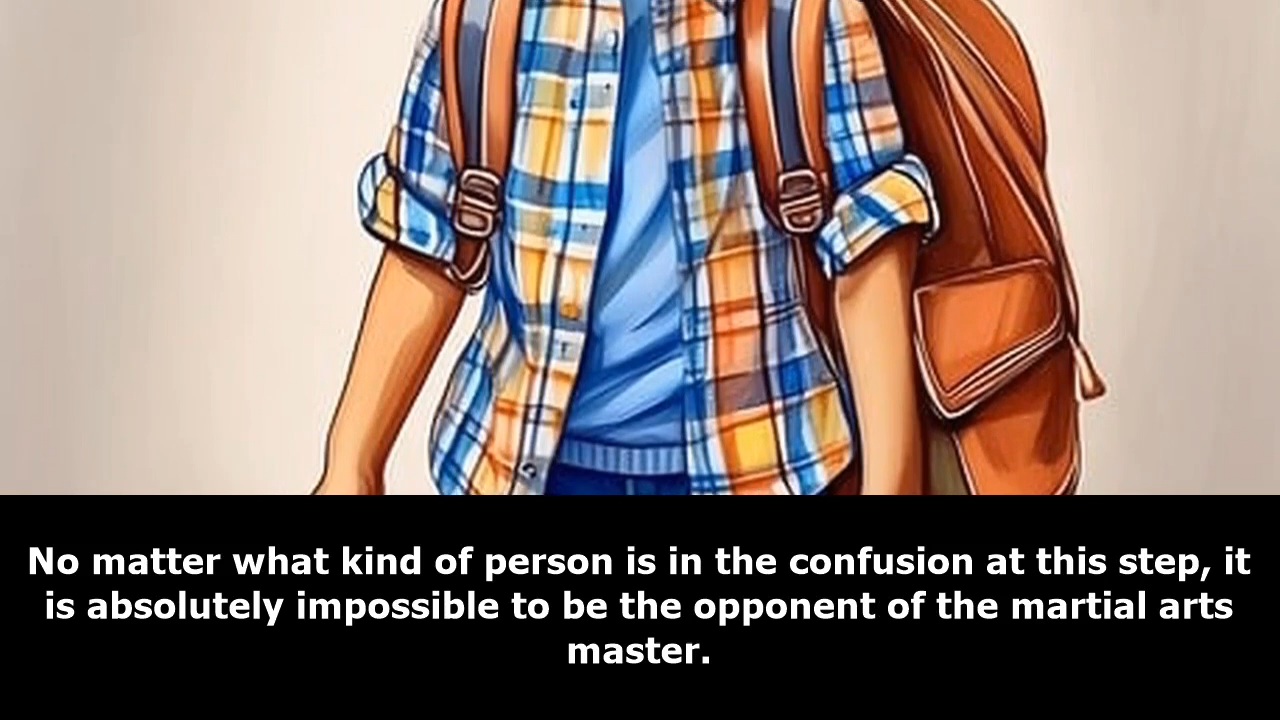 No matter what kind of person is in the confusion at this step, it
is absolutely impossible to be the opponent of the martial arts
master.